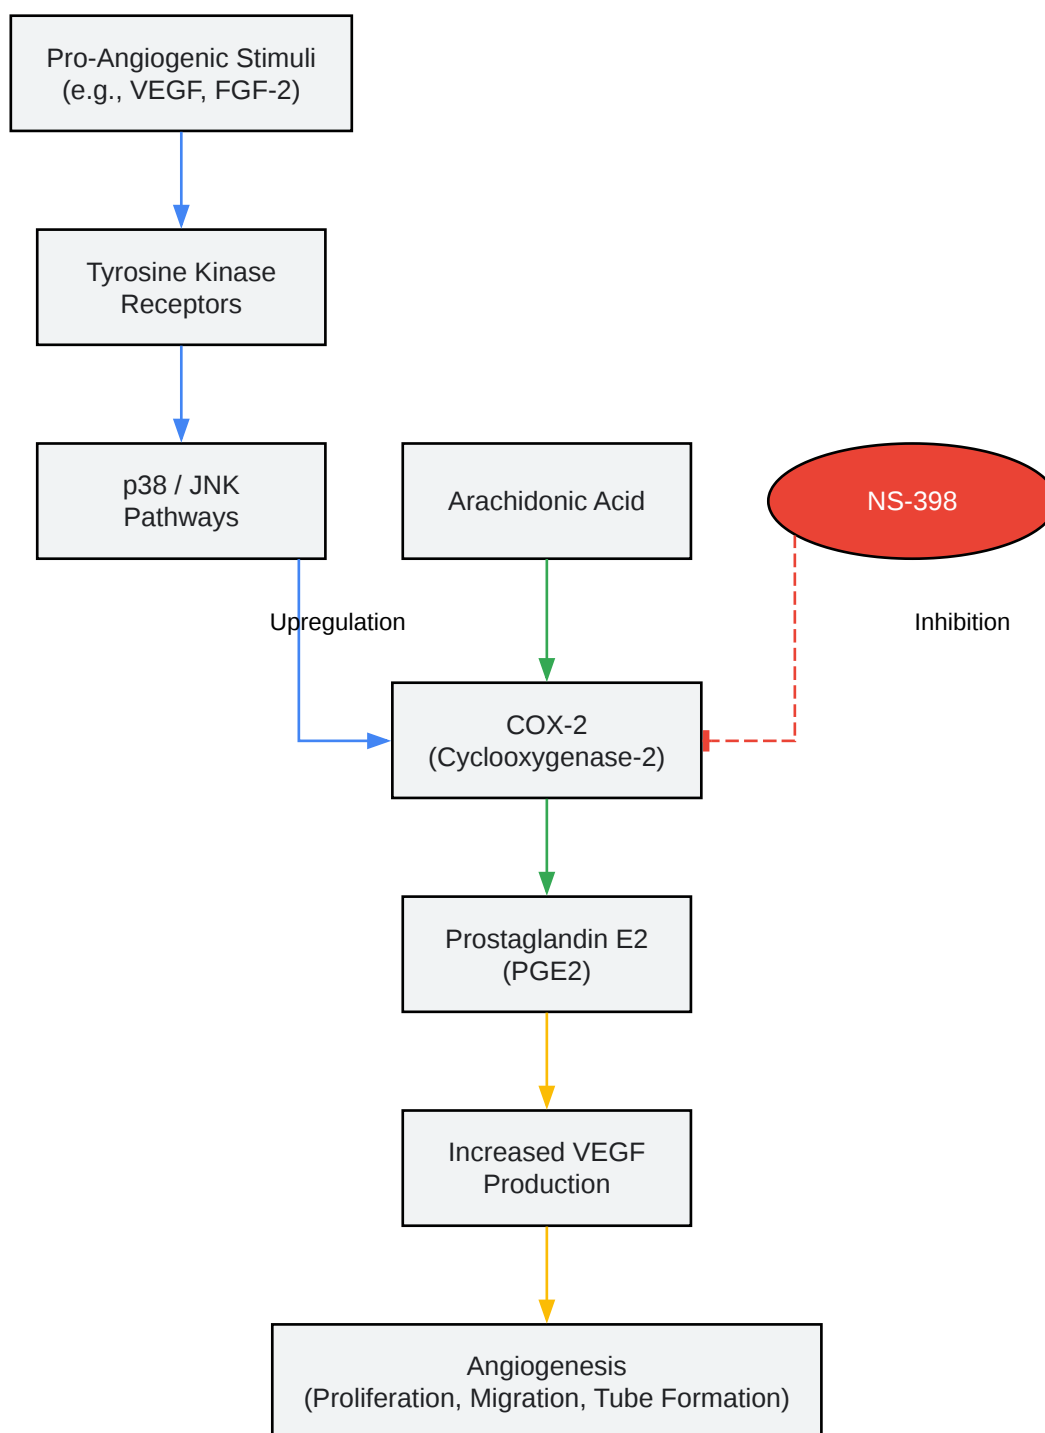 Pro-Angiogenic Stimuli
(e.g., VEGF, FGF-2)
Tyrosine Kinase
Receptors
p38 / JNK
Pathways
Arachidonic Acid
NS-398
Upregulation
Inhibition
COX-2
(Cyclooxygenase-2)
Prostaglandin E2
(PGE2)
Increased VEGF
Production
Angiogenesis
(Proliferation, Migration, Tube Formation)